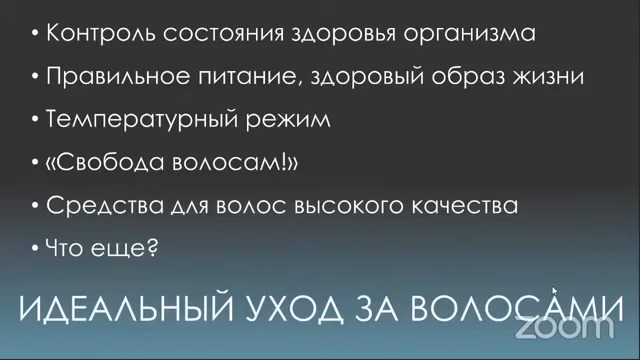 • Контроль состояния здоровья организма
• Правильное питание, здоровый образ жизни
• Температурный режим
• «Свобода волосам!»
• Средства для волос высокого качества
• Что еще?
ИДЕАЛЬНЫЙ УХОД ЗА ВОЛОСАМИ
zoom